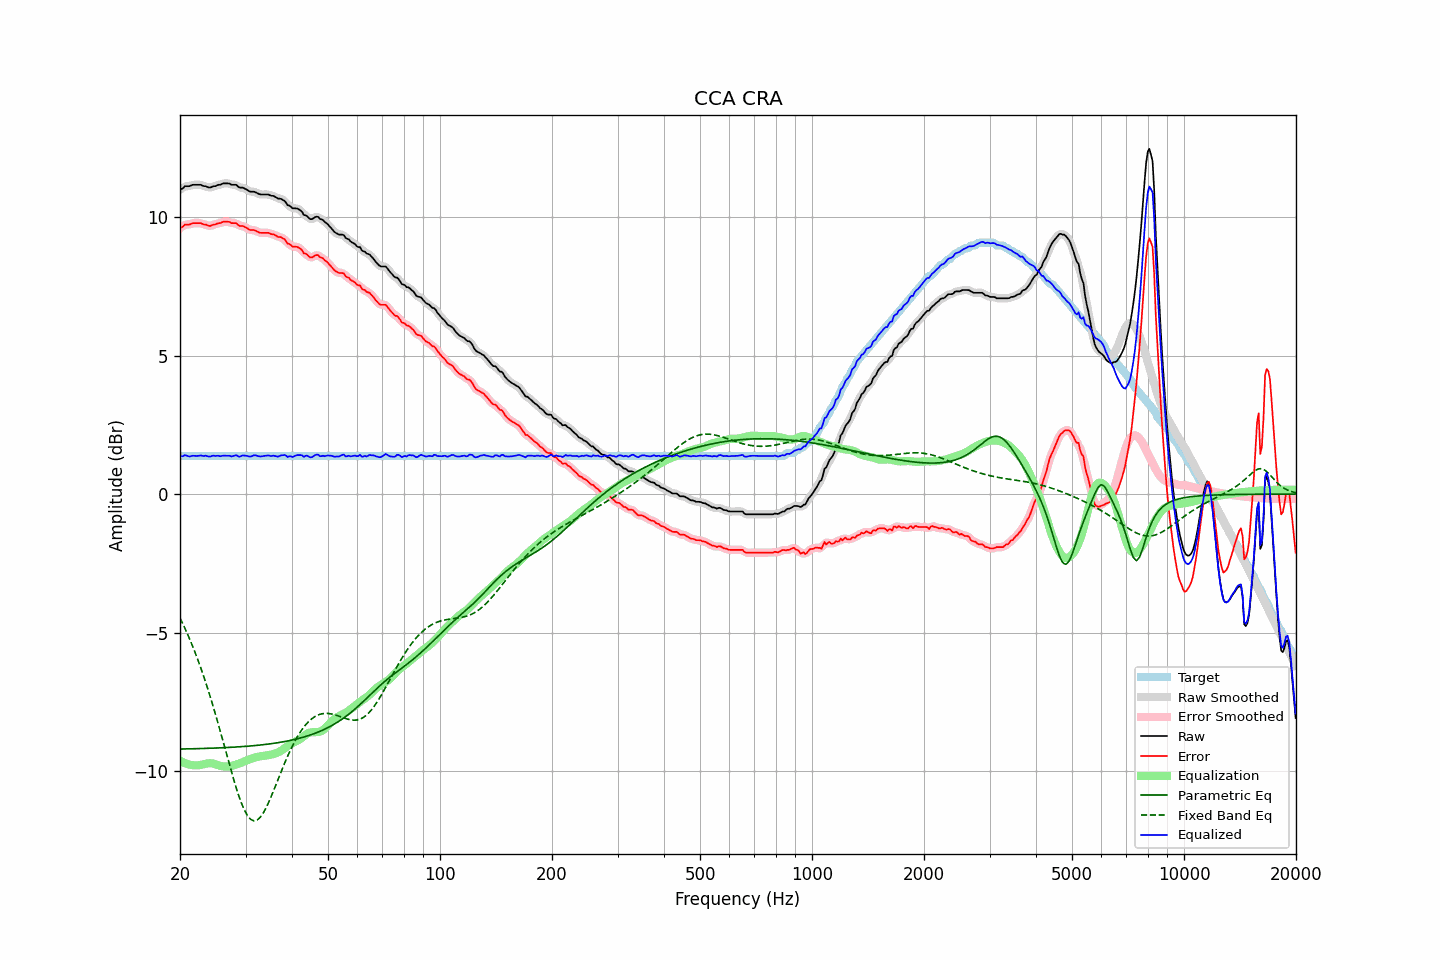 CCA CRA
Amplitude (dBr)
10
5
0
−5
−10
20
50
100
200
500
1000
2000
5000
10000
20000
Frequency (Hz)
Target
Raw Smoothed
Error Smoothed
Raw
Error
Equalization
Parametric Eq
Fixed Band Eq
Equalized